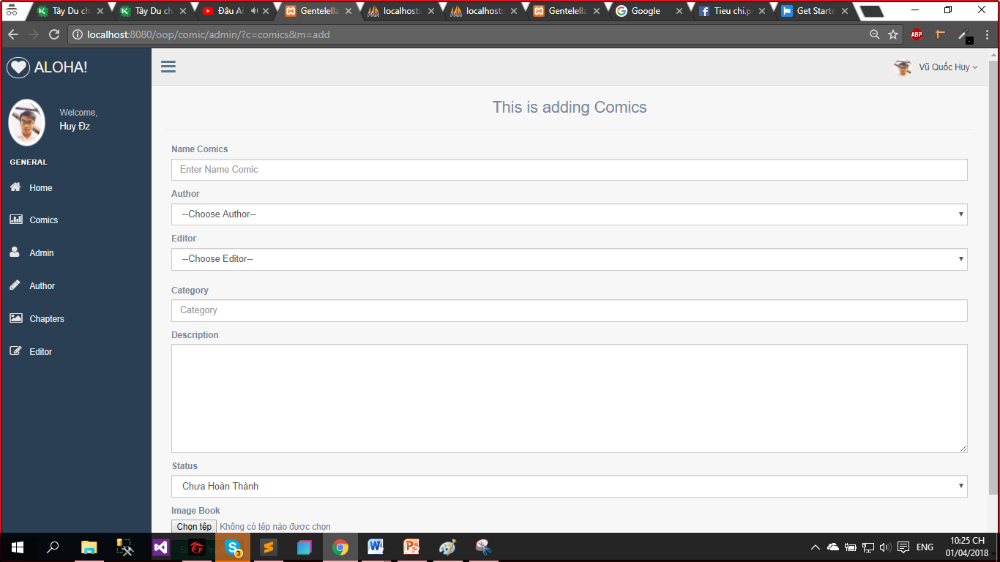 Tây Du ch
Tây Du ch
Đâu Ai
Gentelella
localhost
localhost
Gentelella
Google
Tieu chi.p
Get Starte
localhost:8080/oop/comic/admin/?c=comics&m=add
ABP
ALOHA!
Vũ Quốc Huy
This is adding Comics
Welcome,
Huy Đz
GENERAL
Home
Comics
Admin
Author
Chapters
Editor
Name Comics
Enter Name Comic
Author
--Choose Author--
Editor
--Choose Editor--
Category
Category
Description
Status
Chưa Hoàn Thành
Image Book
Chọn tệp Không có tệp nào được chọn
3
ENG
10:25 CH
01/04/2018